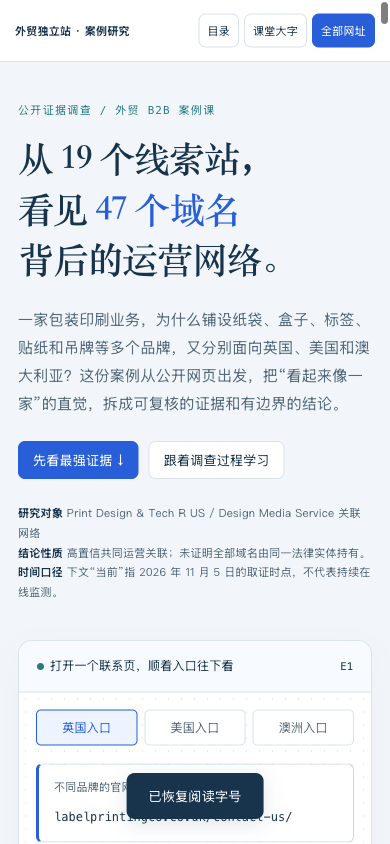 外贸独立站 · 案例研究
目录
课堂大字
全部网址
公开证据调查 / 外贸 B2B 案例课
从 19 个线索站，
看见 47 个域名
背后的运营网络。
一家包装印刷业务，为什么铺设纸袋、盒子、标签、
贴纸和吊牌等多个品牌，又分别面向英国、美国和澳
大利亚？这份案例从公开网页出发，把“看起来像一
家”的直觉，拆成可复核的证据和有边界的结论。
先看最强证据 ↓
跟着调查过程学习
研究对象 Print Design & Tech R US / Design Media Service 关联
网络
结论性质 高置信共同运营关联；未证明全部域名由同一法律实体持有。
时间口径 下文“当前”指 2026 年 11 月 5 日的取证时点，不代表持续在
线监测。
打开一个联系页，顺着入口往下看
E1
英国入口
美国入口
澳洲入口
不同品牌的官
已恢复阅读字号